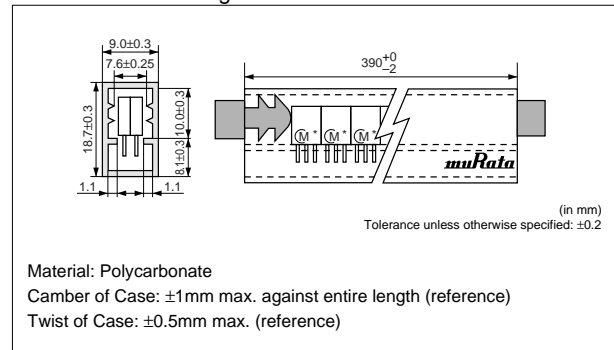 9.0±0.3
7.6±0.25
18.7±0.3
10.0±0.3
8.1±0.3
1.1
1.1
390+0−2
M *
M *
M *
muRata
(in mm)
Tolerance unless otherwise specified: ±0.2
Material: Polycarbonate
Camber of Case: ±1mm max. against entire length (reference)
Twist of Case: ±0.5mm max. (reference)